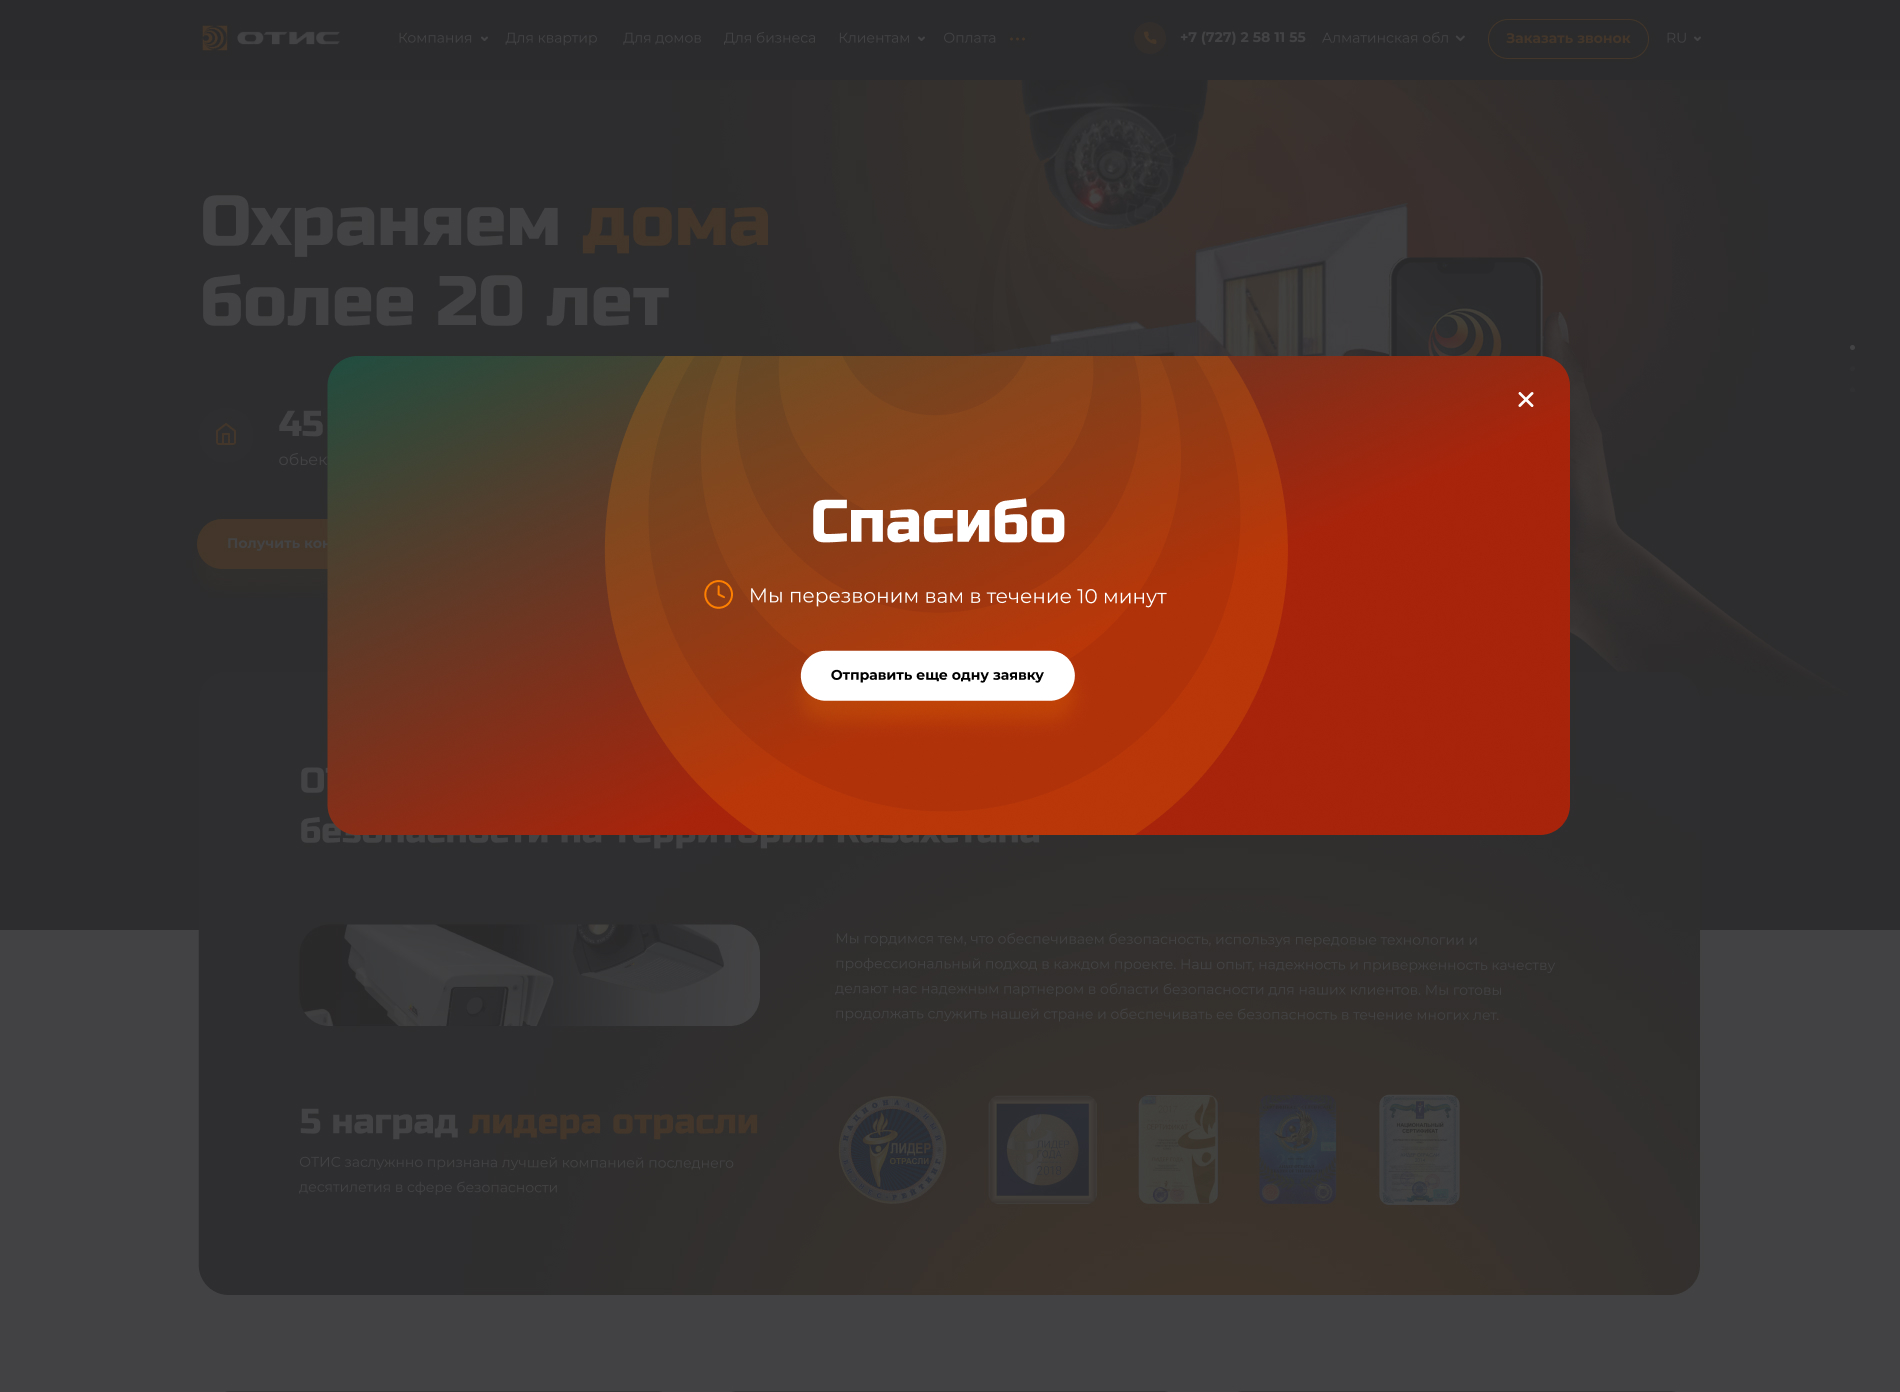 ОТИС Компания Для квартир Для домов Для бизнеса Клиентам Оплата +7 (727) 2 58 11 55 Алматинская обл Заказать звонок RU
Охраняем дома
более 20 лет
45
Получить
Спасибо
Мы перезвоним вам в течение 10 минут
Отправить еще одну заявку
безопасности на территории Казахстана
Мы гордимся тем, что обеспечиваем безопасность, используя передовые технологии и
профессиональный подход в каждом проекте. Наш опыт, надежность и приверженность качеству
делают нас надежным партнером в области безопасности для наших клиентов. Мы готовы
продолжать служить нашей стране и обеспечивать ее безопасность в течение многих лет.
5 наград лидера отрасли
ОТИС заслужнно признана лучшей компанией последнего
десятилетия в сфере безопасности
ЛИДЕР
ОТРАСЛИ
НАЦИОНАЛЬНЫЙ
СЕРТИФИКАТ